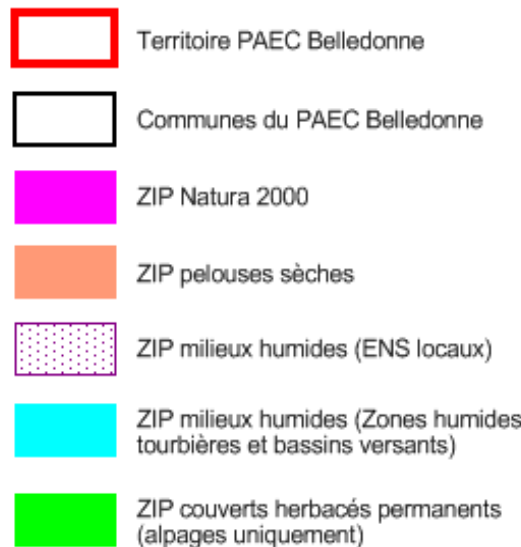 Territoire PAEC Belledonne
Communes du PAEC Belledonne
ZIP Natura 2000
ZIP pelouses sèches
ZIP milieux humides (ENS locaux)
ZIP milieux humides (Zones humides
tourbières et bassins versants)
ZIP couverts herbacés permanents
(alpages uniquement)